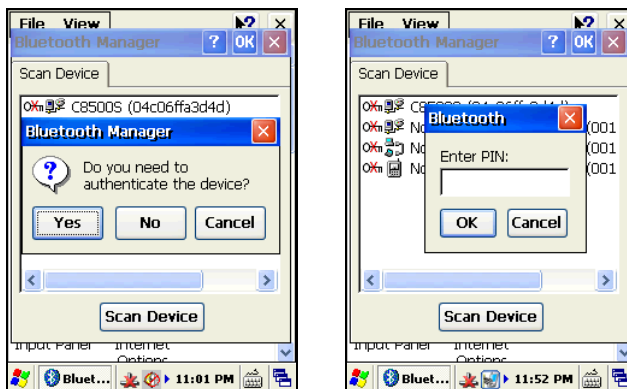 File View
Bluetooth Manager ? OK
Scan Device
C8500S (04c06ffa3d4d)
Bluetooth Manager
Do you need to
authenticate the device?
Yes No Cancel
Scan Device
Input Panel Internet
Options
Bluet... 11:01 PM
File View
Bluetooth Manager ? OK
Scan Device
(001
(001
Bluetooth
Enter PIN:
OK Cancel
Scan Device
Input Panel Internet
Options
Bluet... 11:52 PM